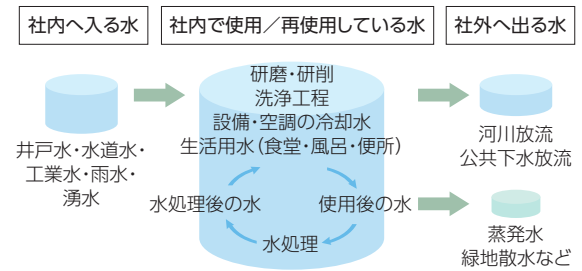 社内へ入る水
社内で使用／再使用している水
社外へ出る水
井戸水・水道水・
工業水・雨水・
湧水
研磨・研削
洗浄工程
設備・空調の冷却水
生活用水(食堂・風呂・便所)
水処理後の水
使用後の水
水処理
河川放流
公共下水放流
蒸発水
緑地散水など